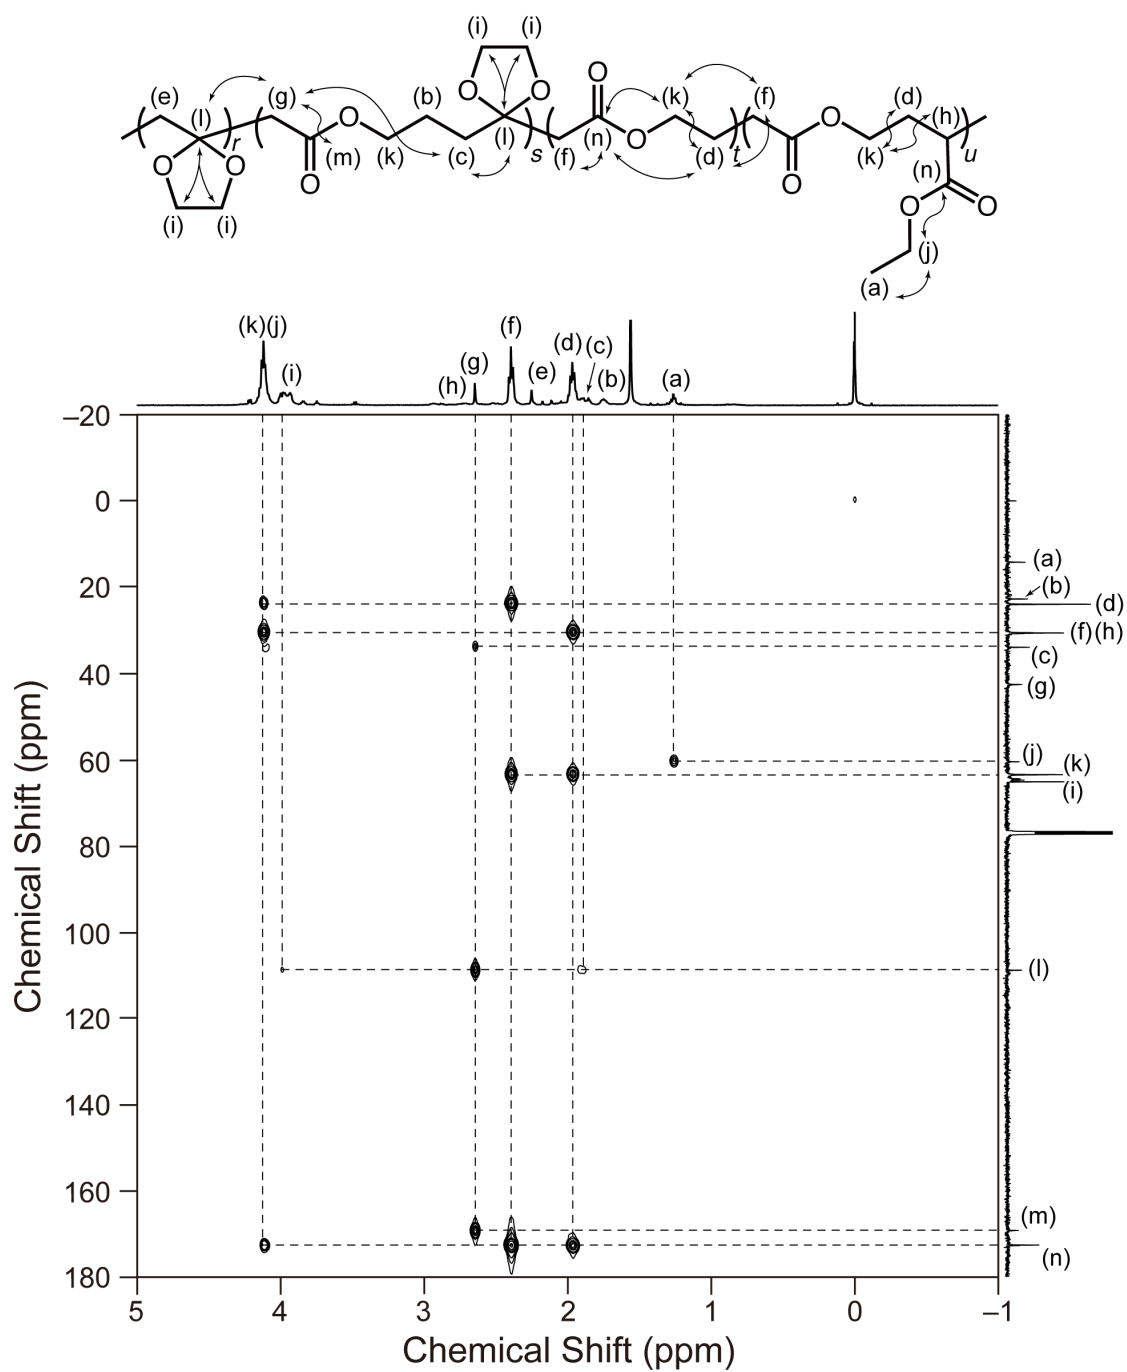 (i) (i)
O O O
(e) (l) (g) (b) (k) (f) (d) (h)
O O O O
r (m) (k) (c) (l) s (f) (n) (d) t (k) u
O O O O (n)
(i) (i) O O
(j)
(a)
(k)(j) (i) (h) (g) (f) (e) (d) (c) (b) (a)
–20
0
20
40
60
80
100
120
140
160
180
Chemical Shift (ppm)
(a)
(b)
(d)
(f)(h)
(c)
(g)
(j)
(k)
(i)
(l)
(m)
(n)
5 4 3 2 1 0 –1
Chemical Shift (ppm)